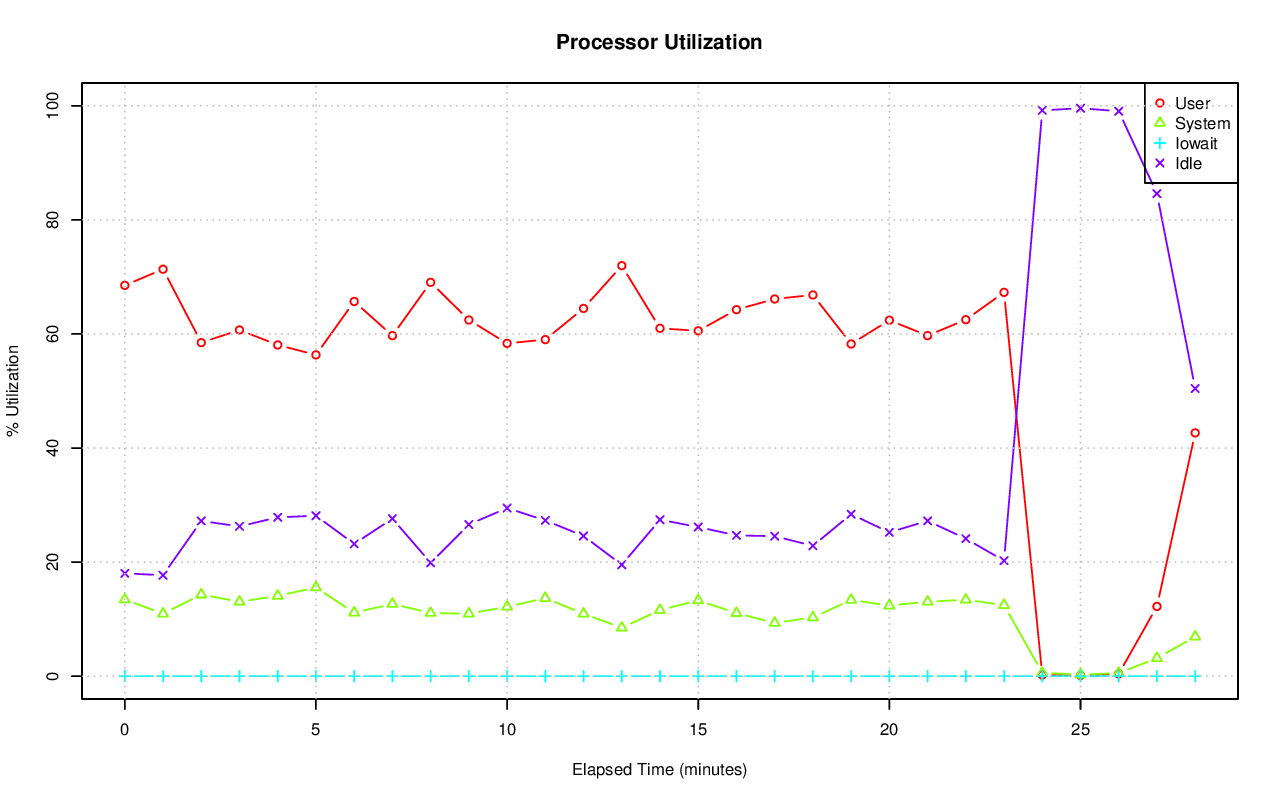 Processor Utilization
User
System
Iowait
Idle
100
80
60
40
20
0
% Utilization
0 5 10 15 20 25
Elapsed Time (minutes)